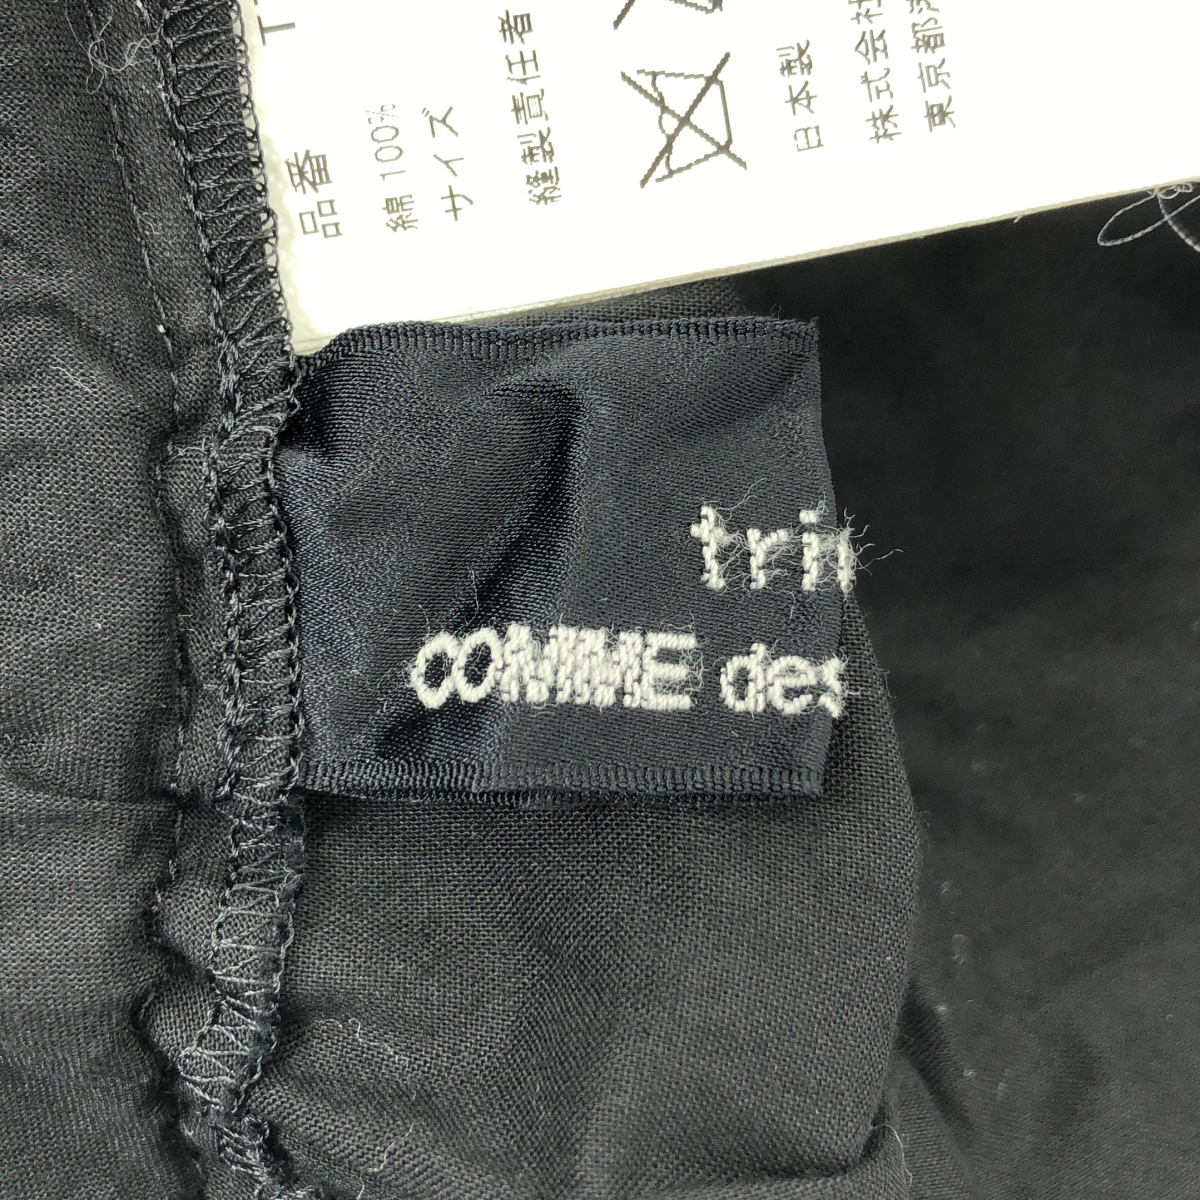 品番
綿 100%
サイズ
縫製責任者
日本製
株式会社
東京都
tri
COMME des